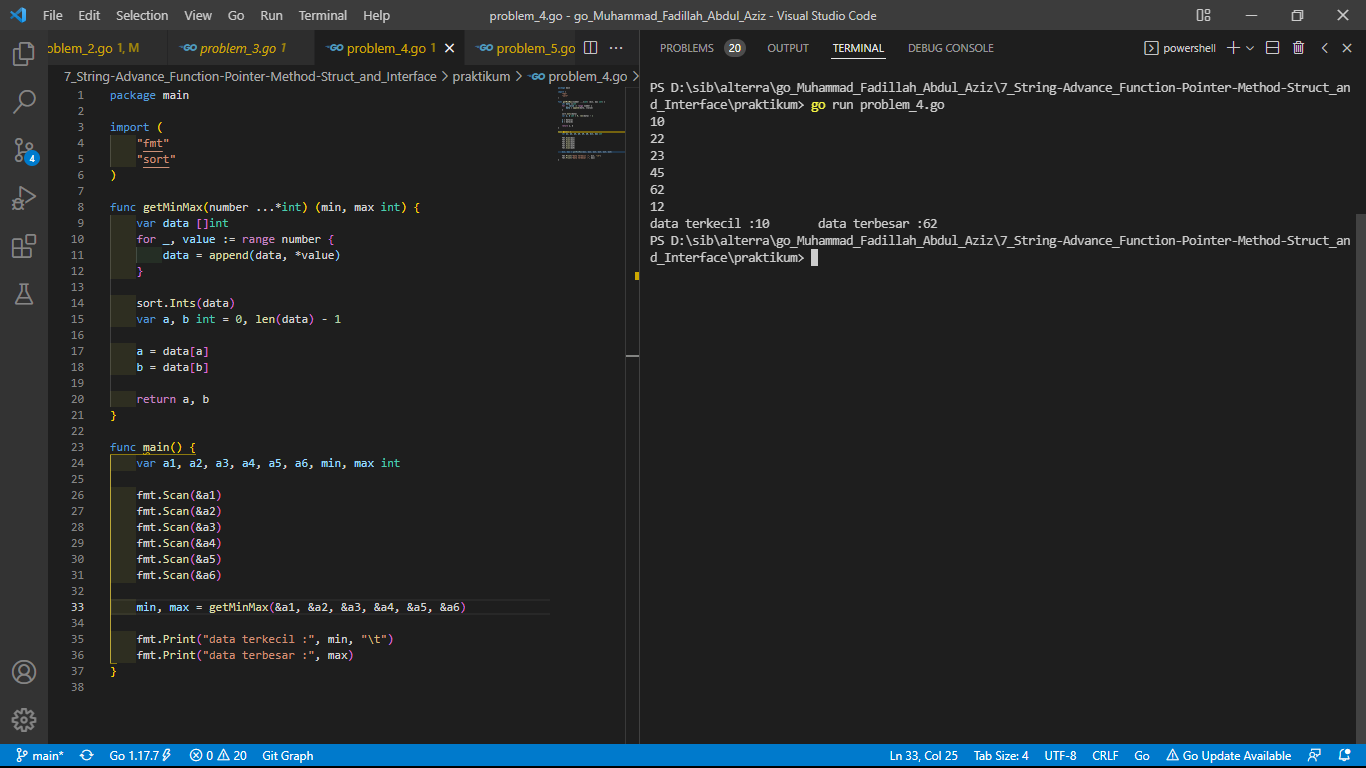 File Edit Selection View Go Run Terminal Help problem_4.go - go_Muhammad_Fadillah_Abdul_Aziz - Visual Studio Code
oblem_2.go 1, M problem_3.go 1 problem_4.go 1 problem_5.go
7_String-Advance_Function-Pointer-Method-Struct_and_Interface > praktikum > problem_4.go >
1 package main
2
3 import (
4     "fmt"
5     "sort"
6 )
7
8 func getMinMax(number ...*int) (min, max int) {
9     var data []int
10     for _, value := range number {
11         data = append(data, *value)
12     }
13
14     sort.Ints(data)
15     var a, b int = 0, len(data) - 1
16
17     a = data[a]
18     b = data[b]
19
20     return a, b
21 }
22
23 func main() {
24     var a1, a2, a3, a4, a5, a6, min, max int
25
26     fmt.Scan(&a1)
27     fmt.Scan(&a2)
28     fmt.Scan(&a3)
29     fmt.Scan(&a4)
30     fmt.Scan(&a5)
31     fmt.Scan(&a6)
32
33     min, max = getMinMax(&a1, &a2, &a3, &a4, &a5, &a6)
34
35     fmt.Print("data terkecil :", min, "\t")
36     fmt.Print("data terbesar :", max)
37 }
38
PROBLEMS 20 OUTPUT TERMINAL DEBUG CONSOLE powershell
PS D:\sib\alterra\go_Muhammad_Fadillah_Abdul_Aziz\7_String-Advance_Function-Pointer-Method-Struct_an
d_Interface\praktikum> go run problem_4.go
10
22
23
45
62
12
data terkecil :10       data terbesar :62
PS D:\sib\alterra\go_Muhammad_Fadillah_Abdul_Aziz\7_String-Advance_Function-Pointer-Method-Struct_an
d_Interface\praktikum>
4
main* Go 1.17.7 0 20 Git Graph Ln 33, Col 25 Tab Size: 4 UTF-8 CRLF Go Go Update Available